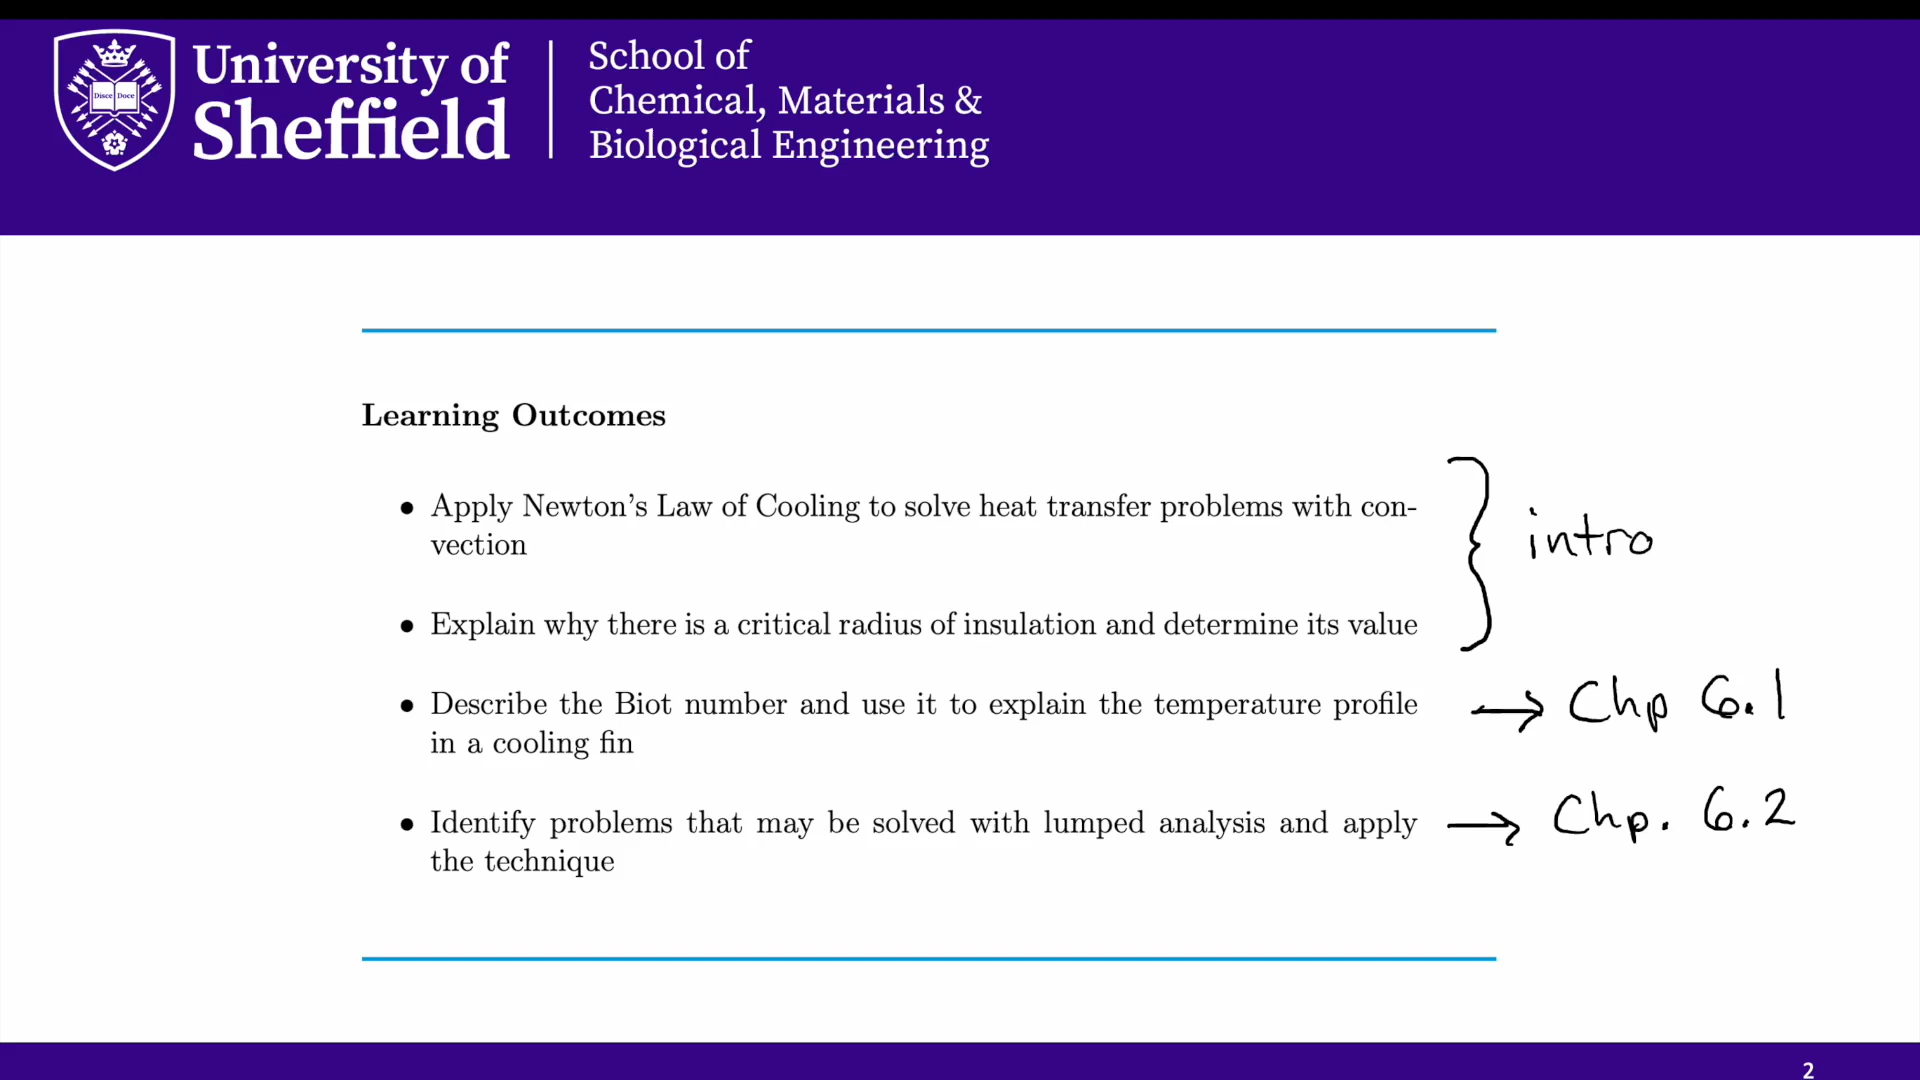 University of
Sheffield
School of
Chemical, Materials &
Biological Engineering
Disce Doce
Learning Outcomes
• Apply Newton's Law of Cooling to solve heat transfer problems with con-
vection
intro
• Explain why there is a critical radius of insulation and determine its value
• Describe the Biot number and use it to explain the temperature profile
in a cooling fin
→ Chp 6.1
• Identify problems that may be solved with lumped analysis and apply
the technique
→ Chp. 6.2
2